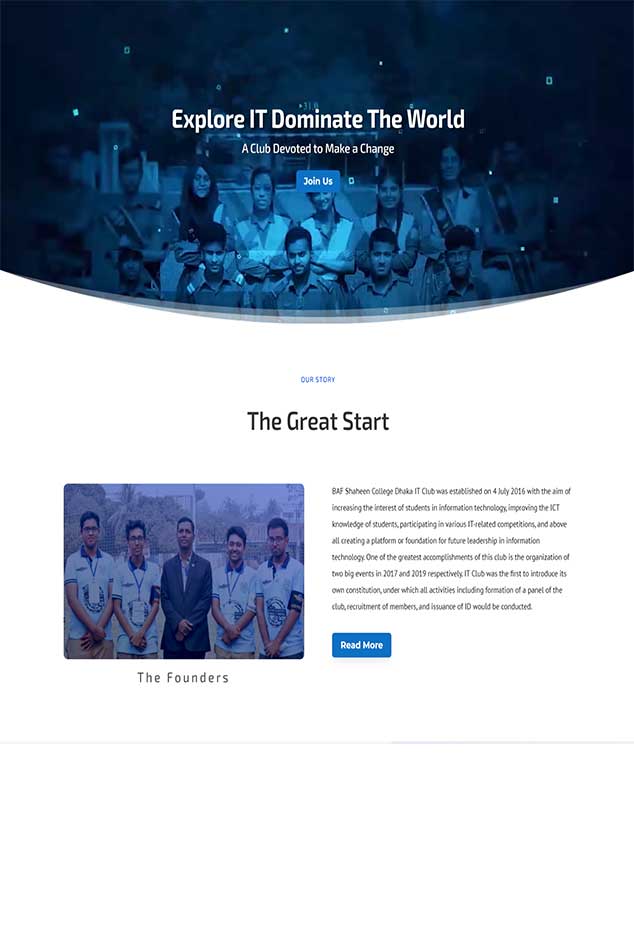 Explore IT Dominate The World
A Club Devoted to Make a Change
Join Us
OUR STORY
The Great Start
BAF Shaheen College Dhaka IT Club was established on 4 July 2016 with the aim of
increasing the interest of students in information technology, improving the ICT
knowledge of students, participating in various IT-related competitions, and above
all creating a platform or foundation for future leadership in information
technology. One of the greatest accomplishments of this club is the organization of
two big events in 2017 and 2019 respectively. IT Club was the first to introduce its
own constitution, under which all activities including formation of a panel of the
club, recruitment of members, and issuance of ID would be conducted.
Read More
The Founders